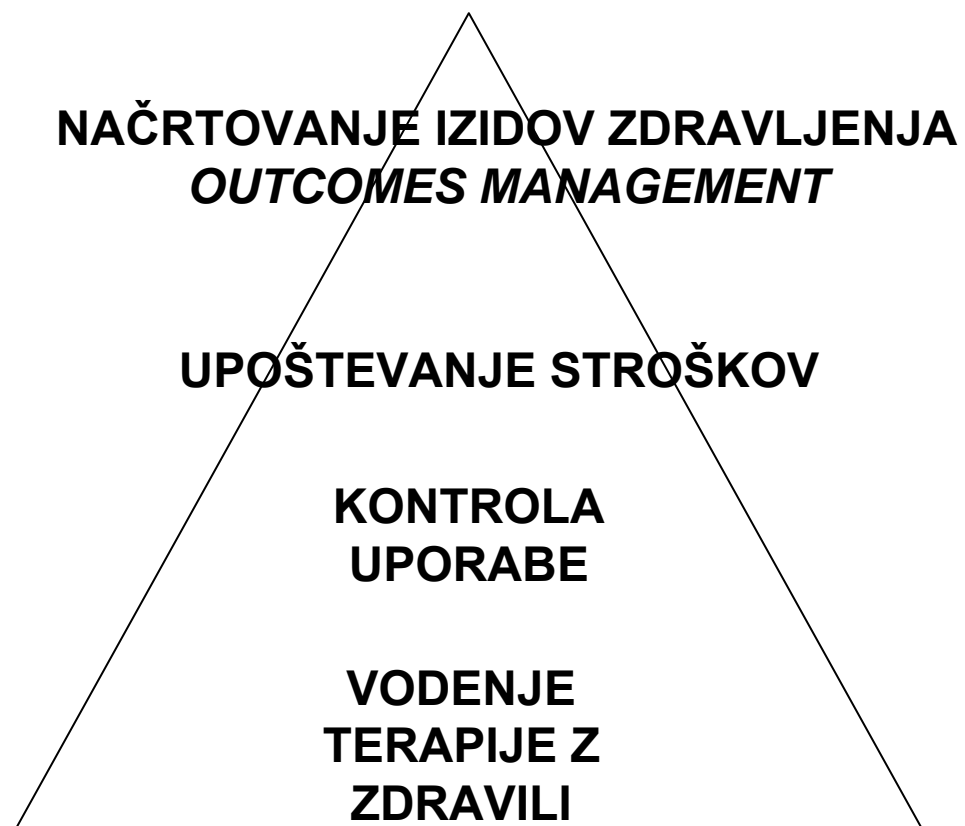 NAČRTOVANJE IZIDOV ZDRAVLJENJA
OUTCOMES MANAGEMENT
UPOŠTEVANJE STROŠKOV
KONTROLA
UPORABE
VODENJE
TERAPIJE Z
ZDRAVILI